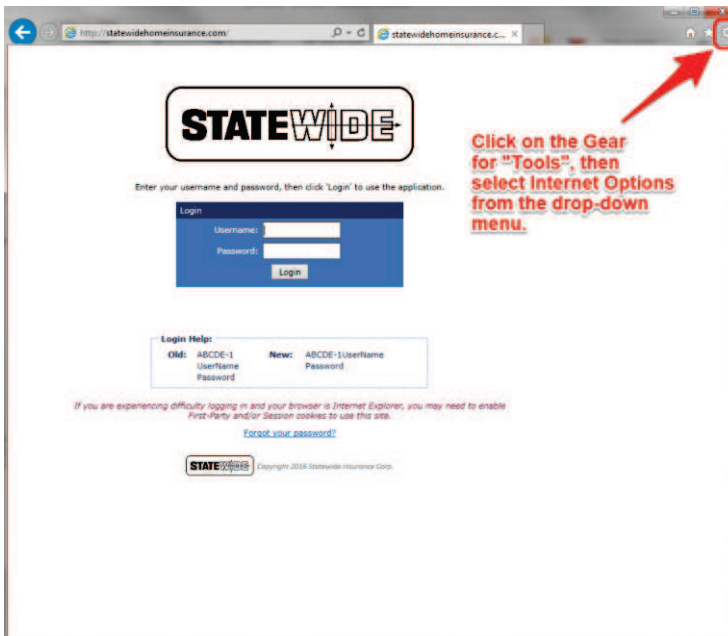 http://statewidehomeinsurance.com/
statewidehomeinsurance.c...
STATEWIDE
Click on the Gear
for "Tools", then
select Internet Options
from the drop-down
menu.
Enter your username and password, then click 'Login' to use the application.
Login
Username:
Password:
Login
Login Help:
Old: ABCDE-1 New: ABCDE-1UserName
UserName Password
Password
If you are experiencing difficulty logging in and your browser is Internet Explorer, you may need to enable
First-Party and/or Session cookies to use this site.
Forgot your password?
STATEWIDE Copyright 2016 Statewide Insurance Corp.